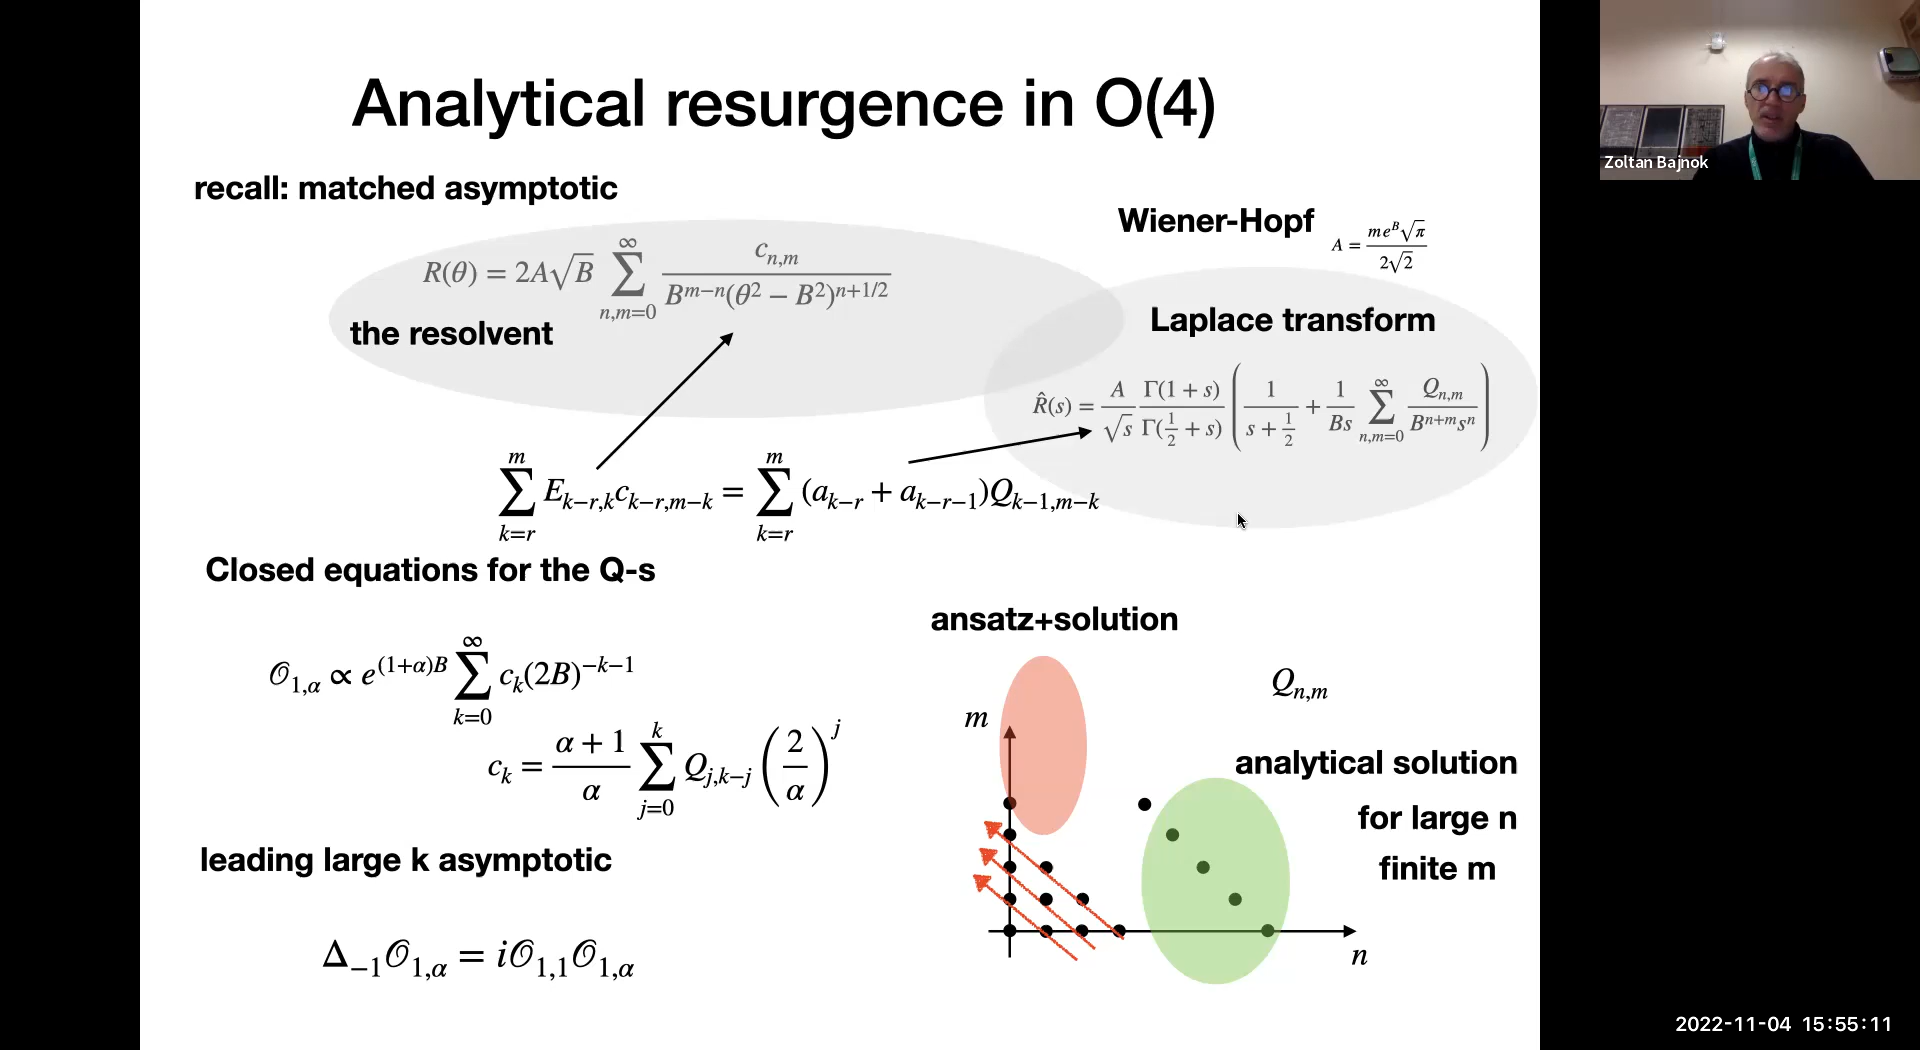 Analytical resurgence in O(4)
recall: matched asymptotic
R(θ) = 2A√B ∑_{n,m=0}^{∞} c_{n,m} / (B^{m−n}(θ² − B²)^{n+1/2})
the resolvent
Wiener-Hopf A = me^B√π / 2√2
Laplace transform
R̂(s) = A/√s Γ(1 + s)/Γ(1/2 + s) ( 1/(s + 1/2) + 1/(Bs) ∑_{n,m=0}^{∞} Q_{n,m} / (B^{n+m}s^n) )
∑_{k=r}^{m} E_{k−r,k}c_{k−r,m−k} = ∑_{k=r}^{m} (a_{k−r} + a_{k−r−1})Q_{k−1,m−k}
Closed equations for the Q-s
𝒪_{1,α} ∝ e^{(1+α)B} ∑_{k=0}^{∞} c_k(2B)^{−k−1}
c_k = (α + 1)/α ∑_{j=0}^{k} Q_{j,k−j} (2/α)^j
leading large k asymptotic
Δ_{−1}𝒪_{1,α} = i𝒪_{1,1}𝒪_{1,α}
ansatz+solution
Q_{n,m}
m
analytical solution
for large n
finite m
n
Zoltan Bajnok
2022-11-04 15:55:11